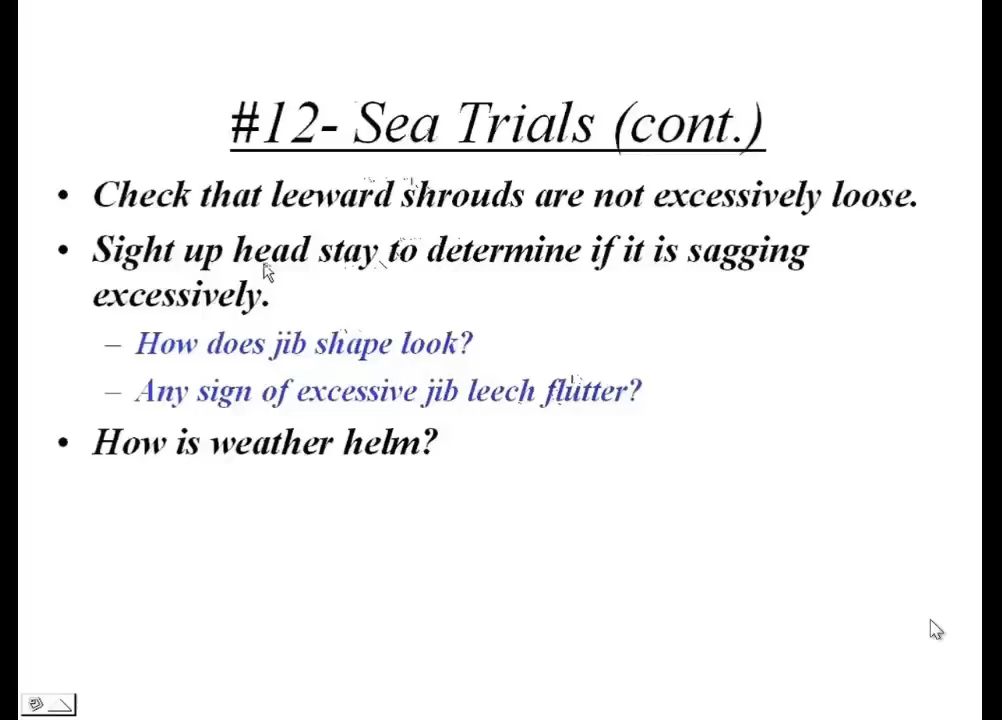 #12- Sea Trials (cont.)
• Check that leeward shrouds are not excessively loose.
• Sight up head stay to determine if it is sagging
excessively.
– How does jib shape look?
– Any sign of excessive jib leech flutter?
• How is weather helm?